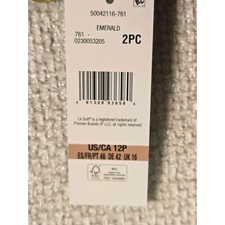 50042116-761
EMERALD
761 -
0230053205
2PC
Le Suit® is a registered trademark of
Premier Brands IP LLC, all rights reserved.
US/CA 12P
ES/FR/PT 46 DE 42 UK 16
FSC